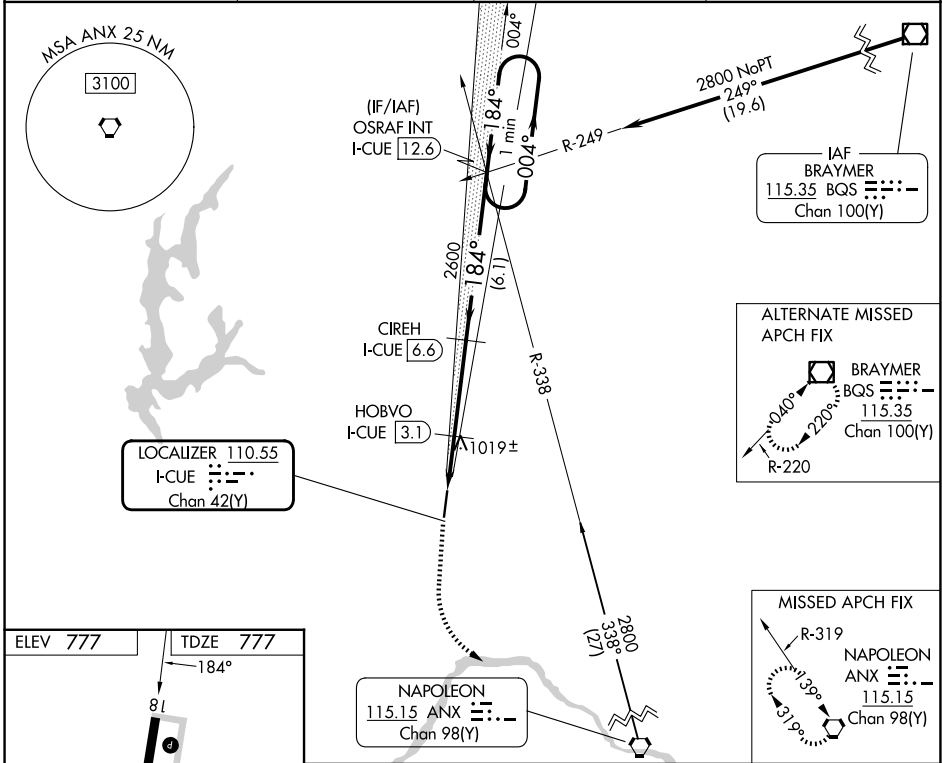 MSA ANX 25 NM
3100
(IF/IAF)
OSRAF INT
I-CUE 12.6
004°
184°
1 min
004°
2800 NoPT
249°
(19.6)
R-249
IAF
BRAYMER
115.35 BQS
Chan 100(Y)
2600
184°
(6.1)
CIREH
I-CUE 6.6
R-338
HOBVO
I-CUE 3.1
1019±
ALTERNATE MISSED
APCH FIX
BRAYMER
BQS
115.35
Chan 100(Y)
040°
220°
R-220
LOCALIZER 110.55
I-CUE
Chan 42(Y)
2800
338°
(27)
MISSED APCH FIX
R-319
NAPOLEON
ANX
115.15
Chan 98(Y)
139°
319°
NAPOLEON
115.15 ANX
Chan 98(Y)
ELEV 777
TDZE 777
184°
18
P